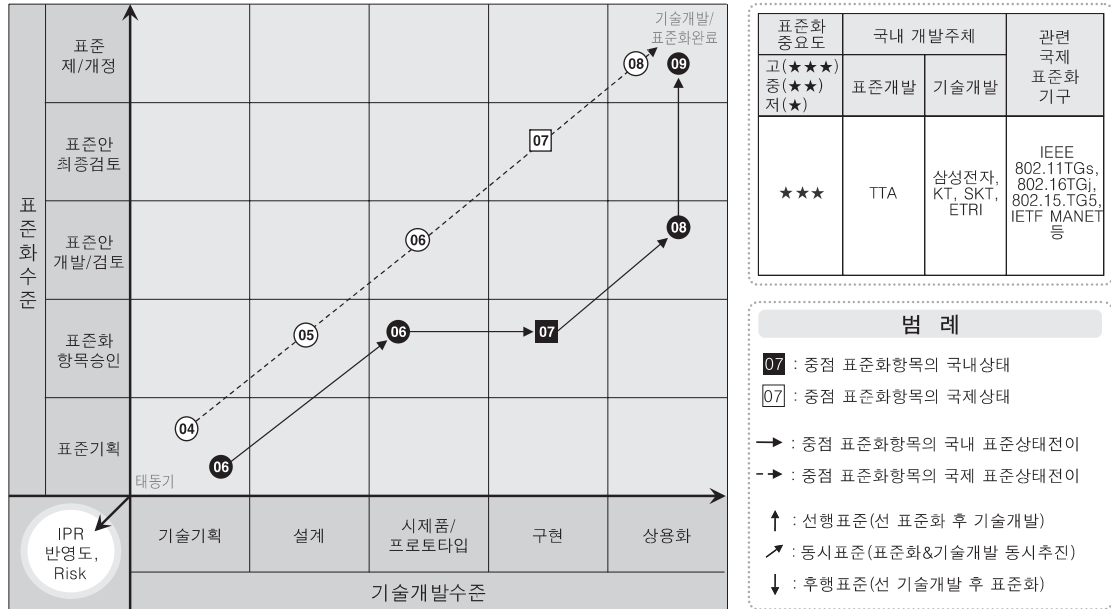 표준화수준
표준
제/개정
표준안
최종검토
표준안
개발/검토
표준화
항목승인
표준기획
기술개발/
표준화완료
08
09
07
06
08
05
06
07
04
06
태동기
IPR
반영도,
Risk
기술기획
설계
시제품/
프로토타입
구현
상용화
기술개발수준
표준화
중요도
국내 개발주체
관련
국제
표준화
기구
고(★★★)
중(★★)
저(★)
표준개발
기술개발
★★★
TTA
삼성전자,
KT, SKT,
ETRI
IEEE
802.11TGs,
802.16TGj,
802.15.TG5,
IETF MANET
등
범 례
07 : 중점 표준화항목의 국내상태
07 : 중점 표준화항목의 국제상태
: 중점 표준화항목의 국내 표준상태전이
: 중점 표준화항목의 국제 표준상태전이
: 선행표준(선 표준화 후 기술개발)
: 동시표준(표준화&기술개발 동시추진)
: 후행표준(선 기술개발 후 표준화)